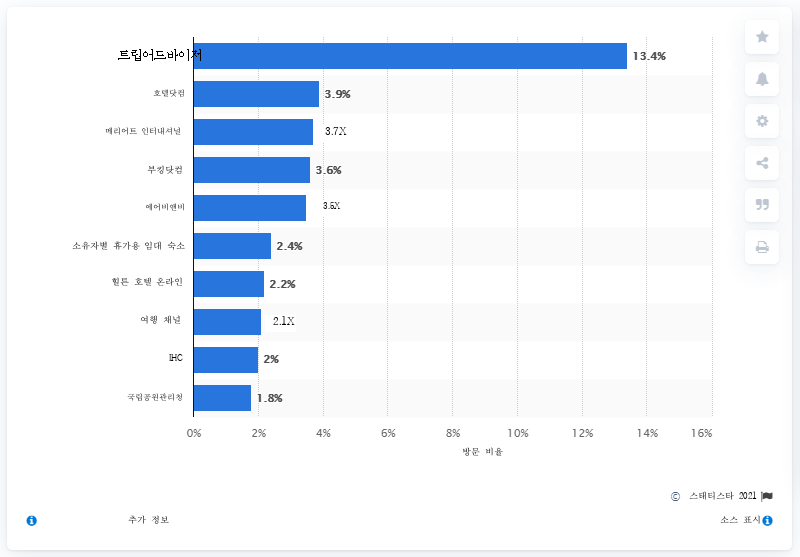 트립어드바이저 13.4%
호텔닷컴 3.9%
메리어트 인터내셔널 3.7X
부킹닷컴 3.6%
에어비앤비 3.5X
소유자별 휴가용 임대 숙소 2.4%
힐튼 호텔 온라인 2.2%
여행 채널 2.1X
IHC 2%
국립공원관리청 1.8%
0% 2% 4% 6% 8% 10% 12% 14% 16%
방문 비율
© 스태티스타 2021
추가 정보 소스 표시